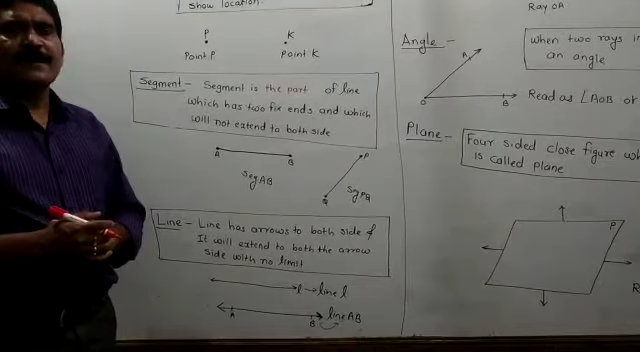 show location.
P
K
Point P
Point K
Segment - Segment is the part of line
which has two fix ends and which
will not extend to both side
A
B
Seg AB
P
Q
Seg PQ
Line - Line has arrows to both side &
It will extend to both the arrow
side with no limit
l → line l
A
B
line AB
Ray OA
Angle -
when two rays
an angle
A
O
B
Read as ∠AOB or
Plane -
Four sided close figure
is called plane
P